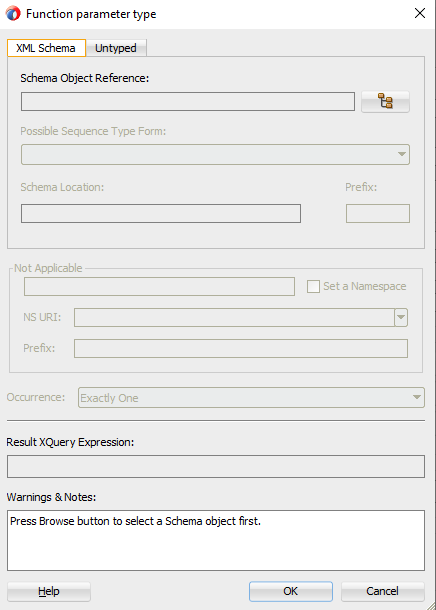 Function parameter type
XML Schema Untyped
Schema Object Reference:
Possible Sequence Type Form:
Schema Location: Prefix:
Not Applicable
Set a Namespace
NS URI:
Prefix:
Occurrence: Exactly One
Result XQuery Expression:
Warnings & Notes:
Press Browse button to select a Schema object first.
Help OK Cancel